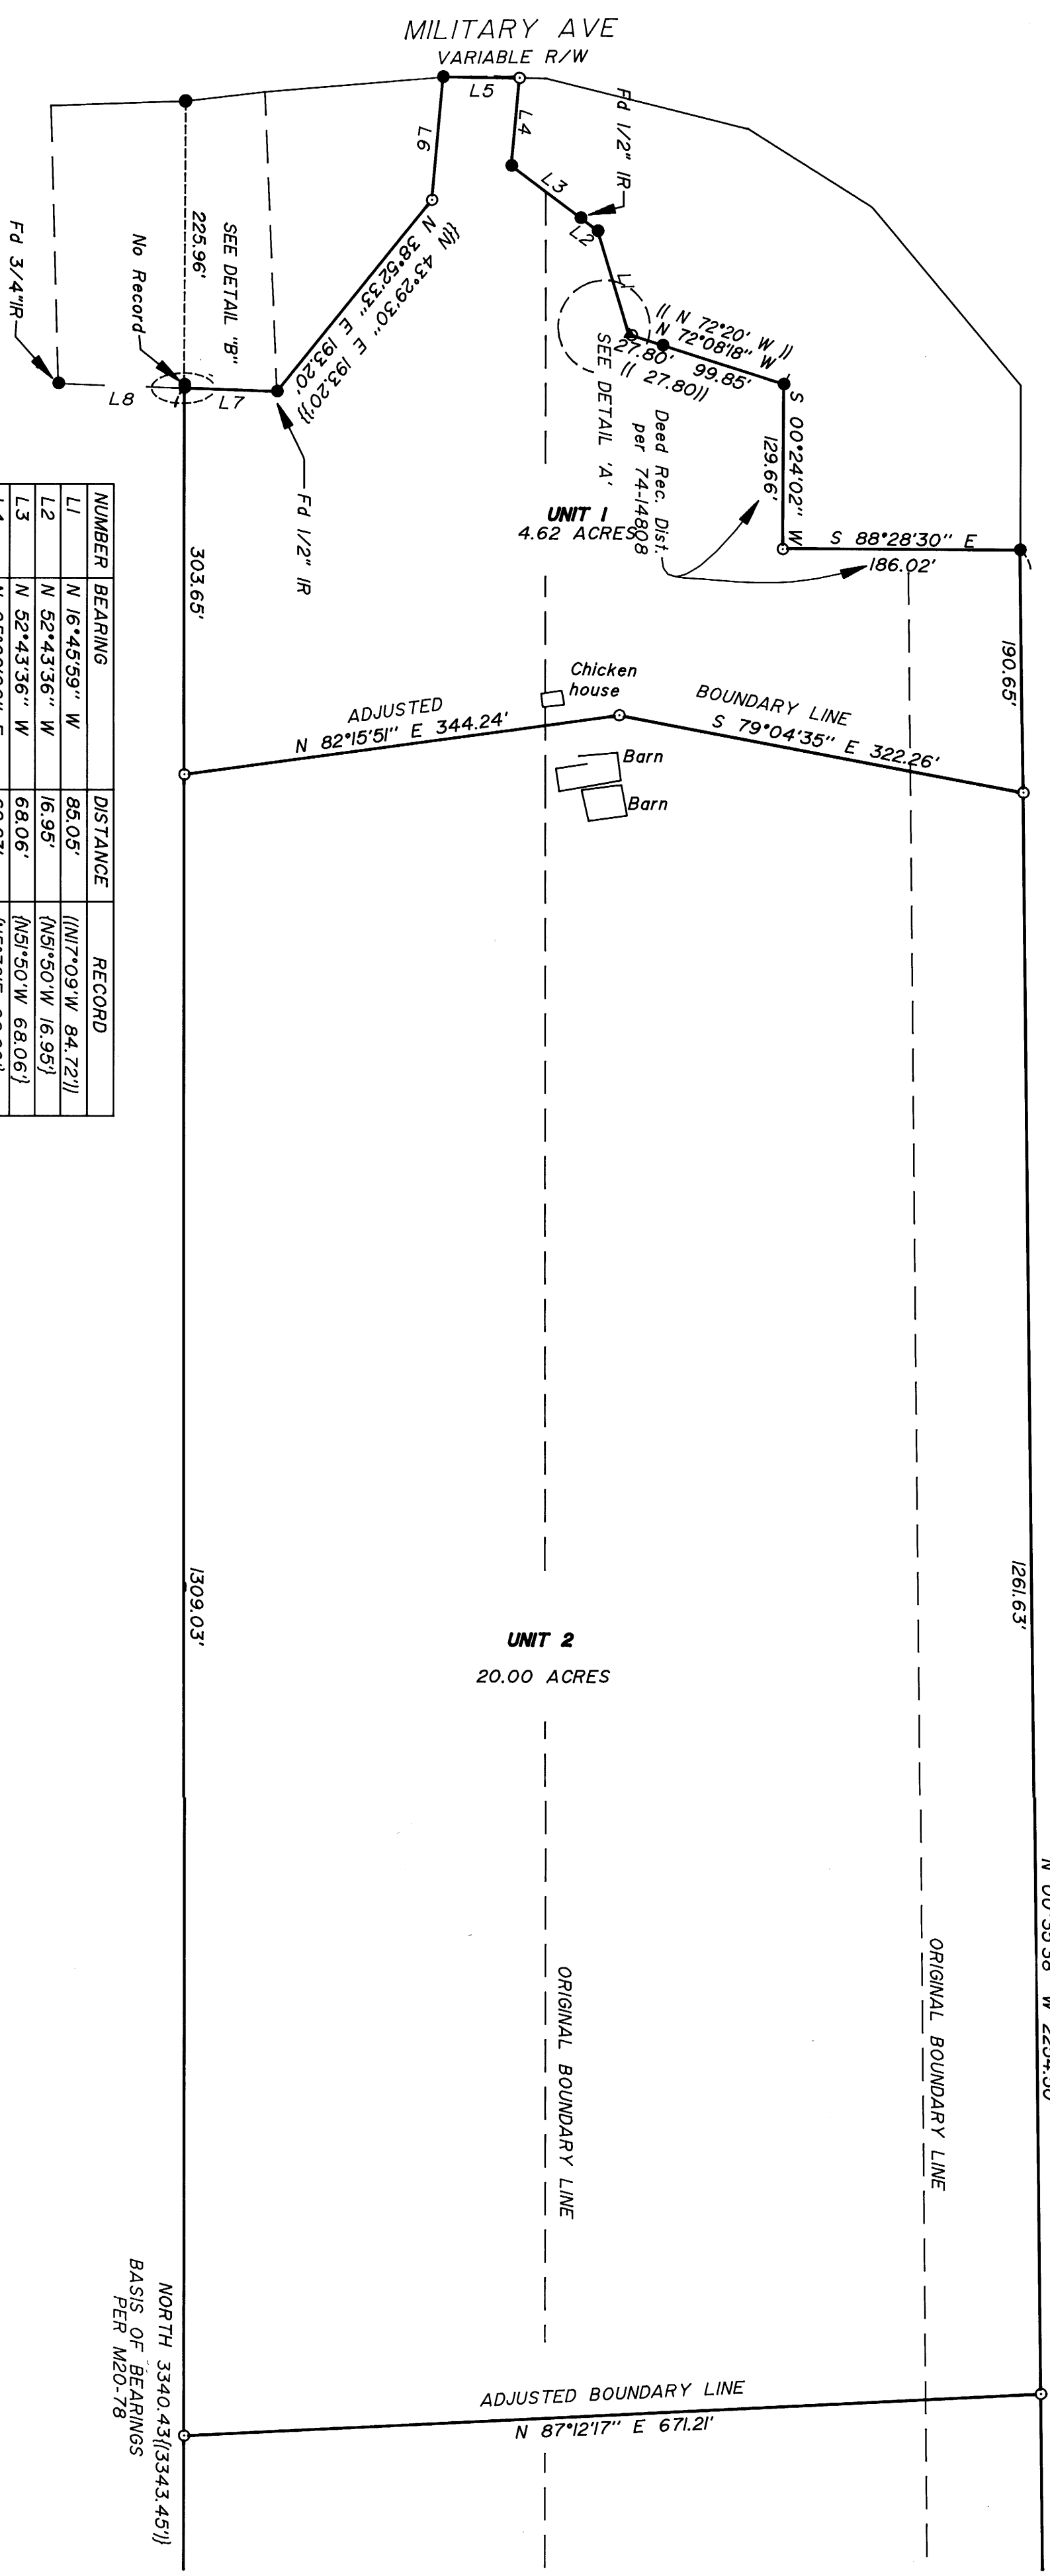 MILITARY AVE
VARIABLE R/W
L5
L4
L6
Fd 1/2" IR
L3
L2
L1
{{N 43°29'30" E 193.20'}}
N 38°52'33" E 193.20'
SEE DETAIL "B"
225.96'
No Record
Fd 3/4"IR
L8
L7
Fd 1/2" IR
(( N 72°20' W ))
N 72°08'18" W
27.80' 99.85'
(( 27.80))
SEE DETAIL 'A'
S 00°24'02" W
129.66'
Deed Rec. Dist.
per 74-14808
S 88°28'30" E
186.02'
UNIT 1
4.62 ACRES
303.65'
190.65'
Chicken
house
ADJUSTED
N 82°15'51" E 344.24'
BOUNDARY LINE
S 79°04'35" E 322.26'
Barn
Barn
NUMBER BEARING DISTANCE RECORD
L1 N 16°45'59" W 85.05' ((N17°09'W 84.72'))
L2 N 52°43'36" W 16.95' {N51°50'W 16.95'}
L3 N 52°43'36" W 68.06' {N51°50'W 68.06'}
1309.03'
1261.63'
UNIT 2
20.00 ACRES
ORIGINAL BOUNDARY LINE
ORIGINAL BOUNDARY LINE
ADJUSTED BOUNDARY LINE
N 87°12'17" E 671.21'
NORTH 3340.43'{(3343.45')}
BASIS OF BEARINGS
PER M20-78